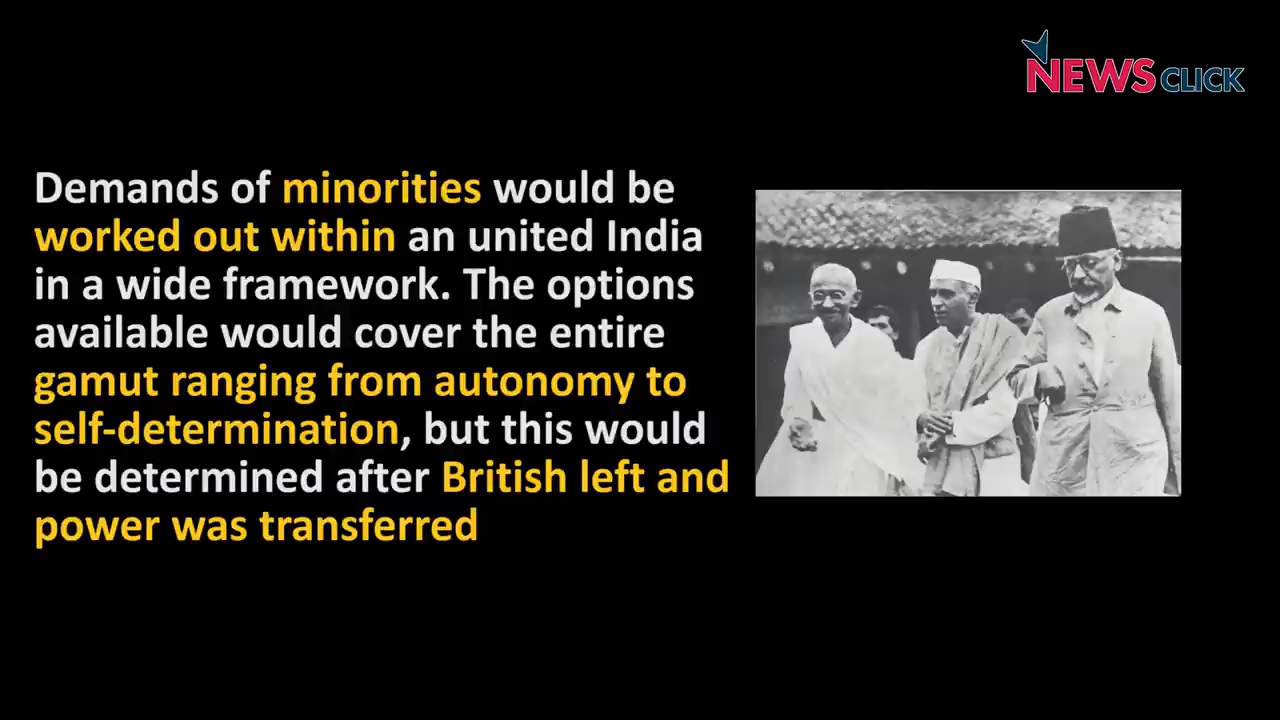 NEWS CLICK
Demands of minorities would be
worked out within an united India
in a wide framework. The options
available would cover the entire
gamut ranging from autonomy to
self-determination, but this would
be determined after British left and
power was transferred